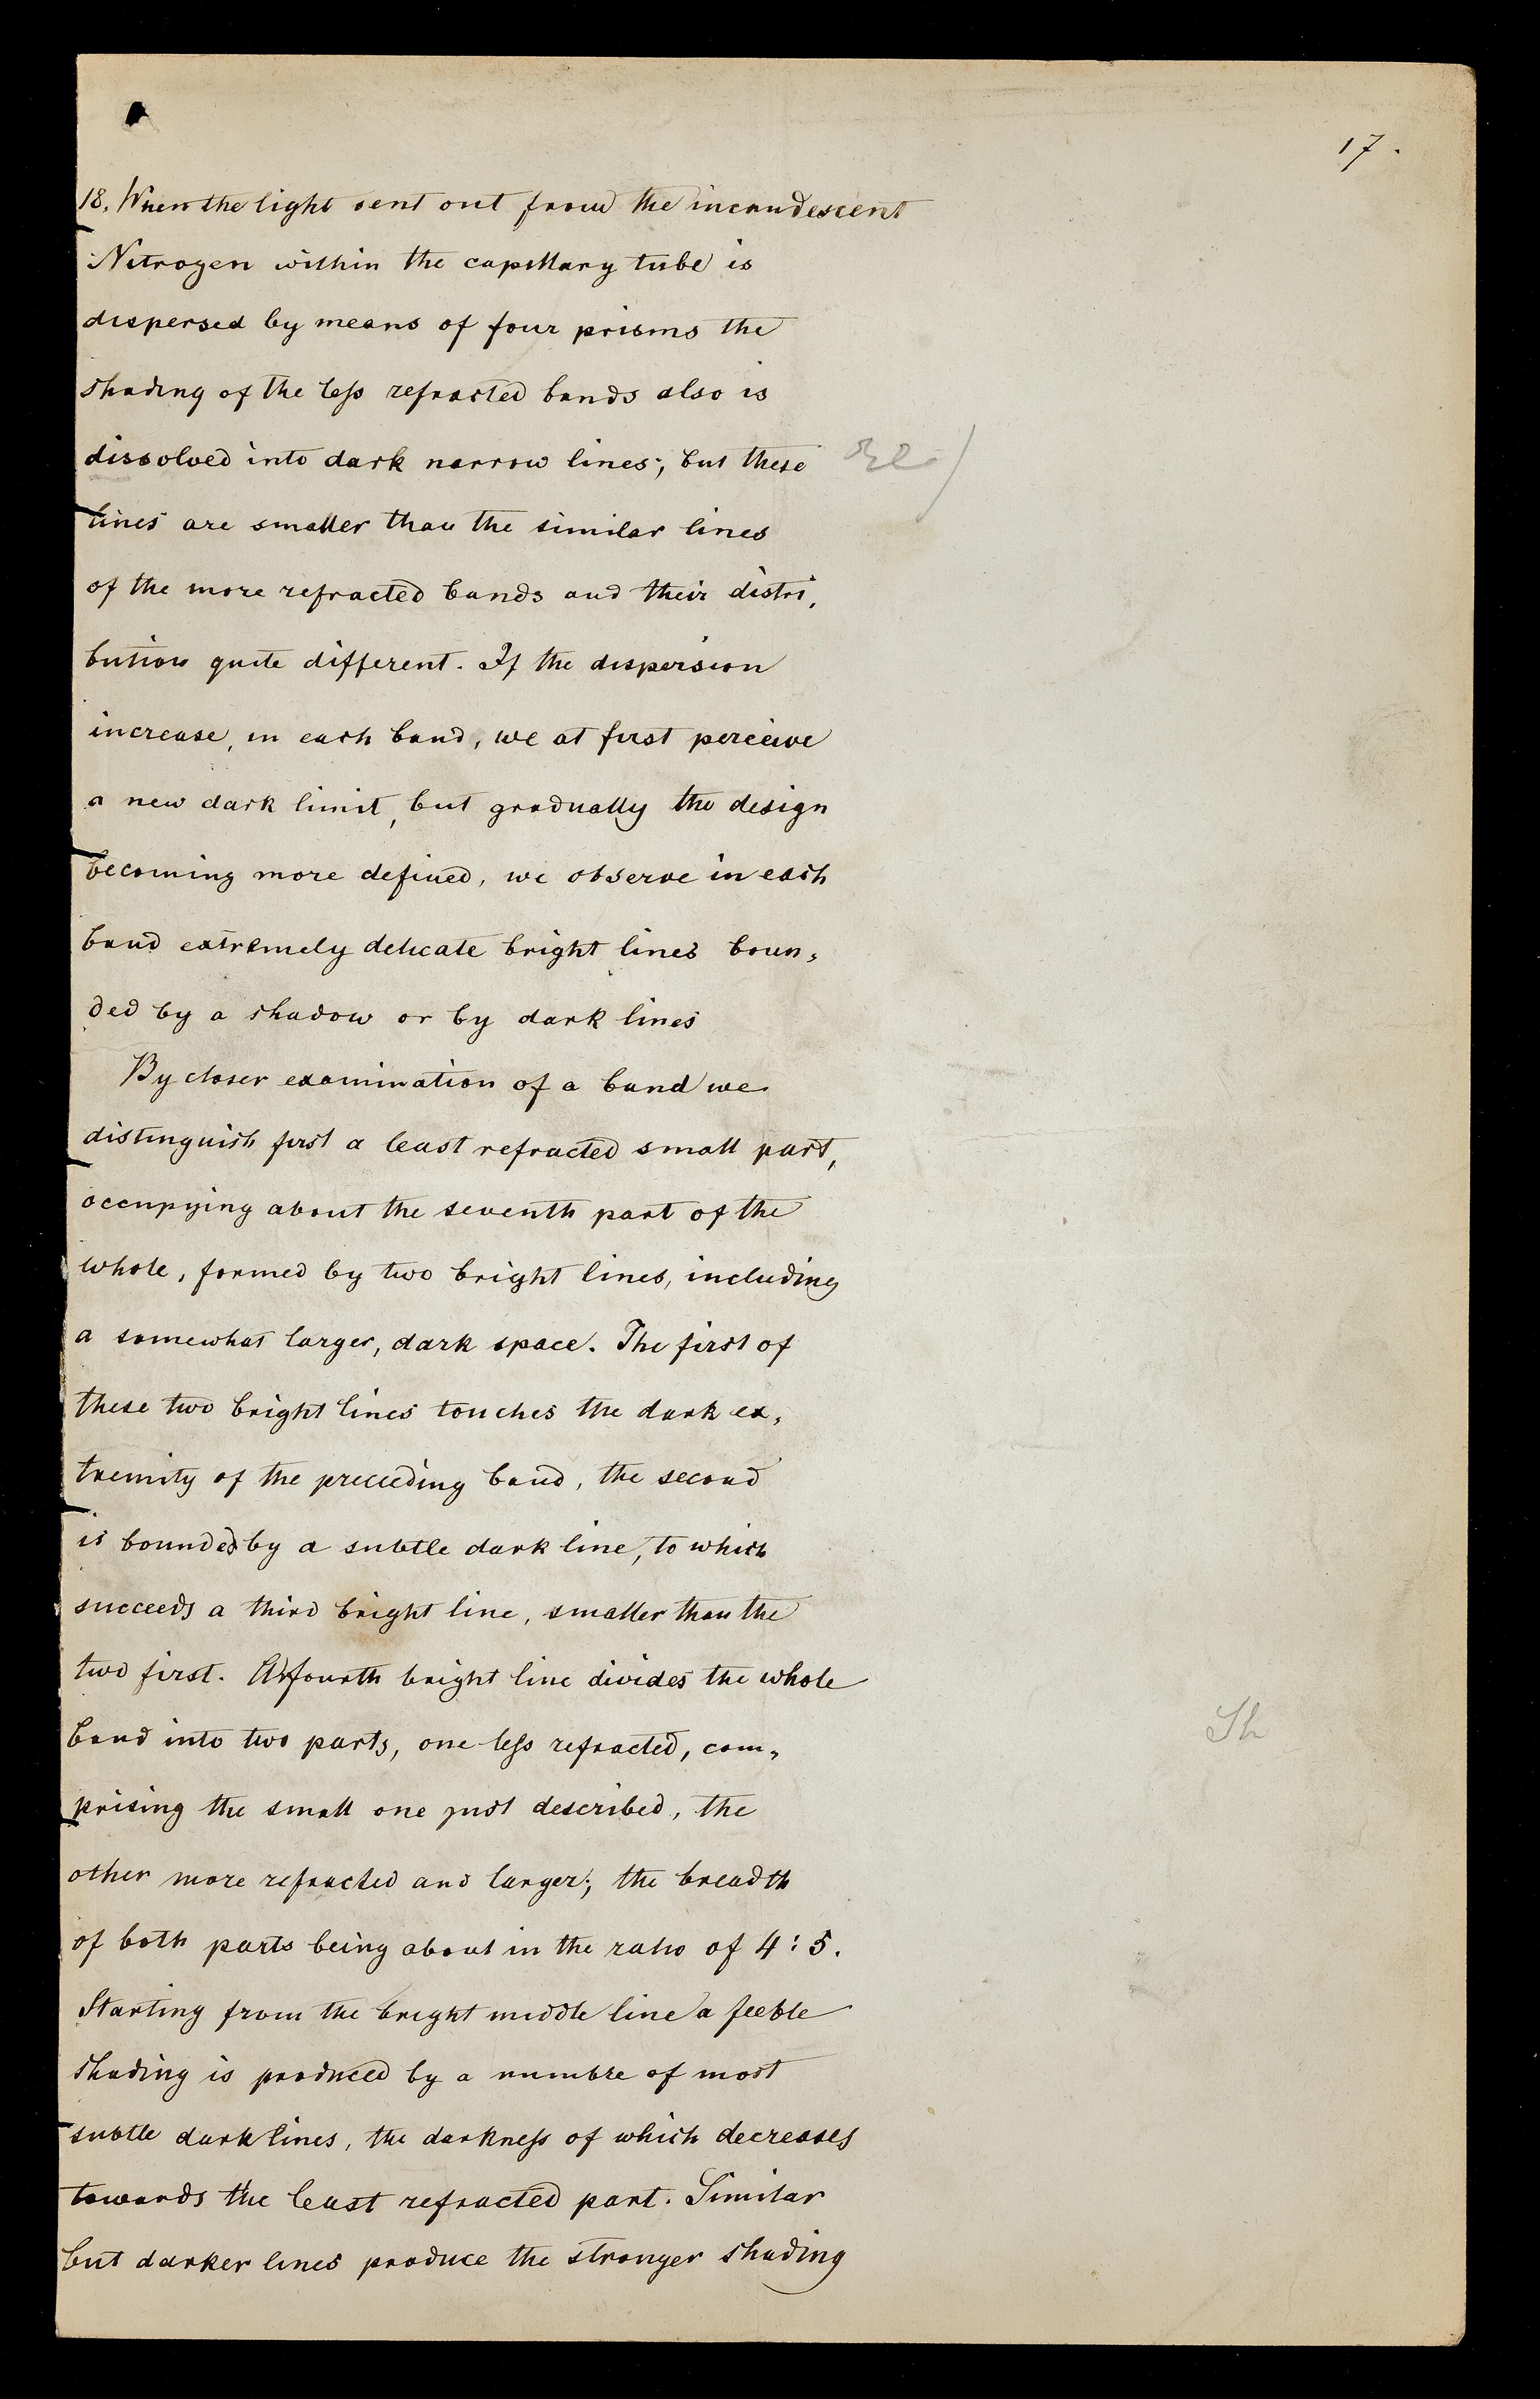 17.
18. When the light sent out from the incandescent
Nitrogen within the capillary tube is
dispersed by means of four prisms the
shading of the less refracted bands also is
dissolved into dark narrow lines; but these
lines are smaller than the similar lines
of the more refracted bands and their distri,
bution quite different. If the dispersion
increase, in each band, we at first perceive
a new dark limit, but gradually the design
becoming more defined, we observe in each
band extremely delicate bright lines boun,
ded by a shadow or by dark lines
By closer examination of a band we
distinguish first a least refracted small part,
occupying about the seventh part of the
whole, formed by two bright lines, including
a somewhat larger, dark space. The first of
these two bright lines touches the dark ex,
tremity of the preceeding band, the second
is bounded by a subtle dark line, to which
succeeds a third bright line, smaller than the
two first. A fourth bright line divides the whole
band into two parts, one less refracted, com,
prising the small one just described, the
other more refracted and larger; the breadth
of both parts being about in the ratio of 4:5.
Starting from the bright middle line a feeble
shading is produced by a numbre of most
subtle dark lines, the darkness of which decreases
towards the least refracted part. Similar
but darker lines produce the stronger shading